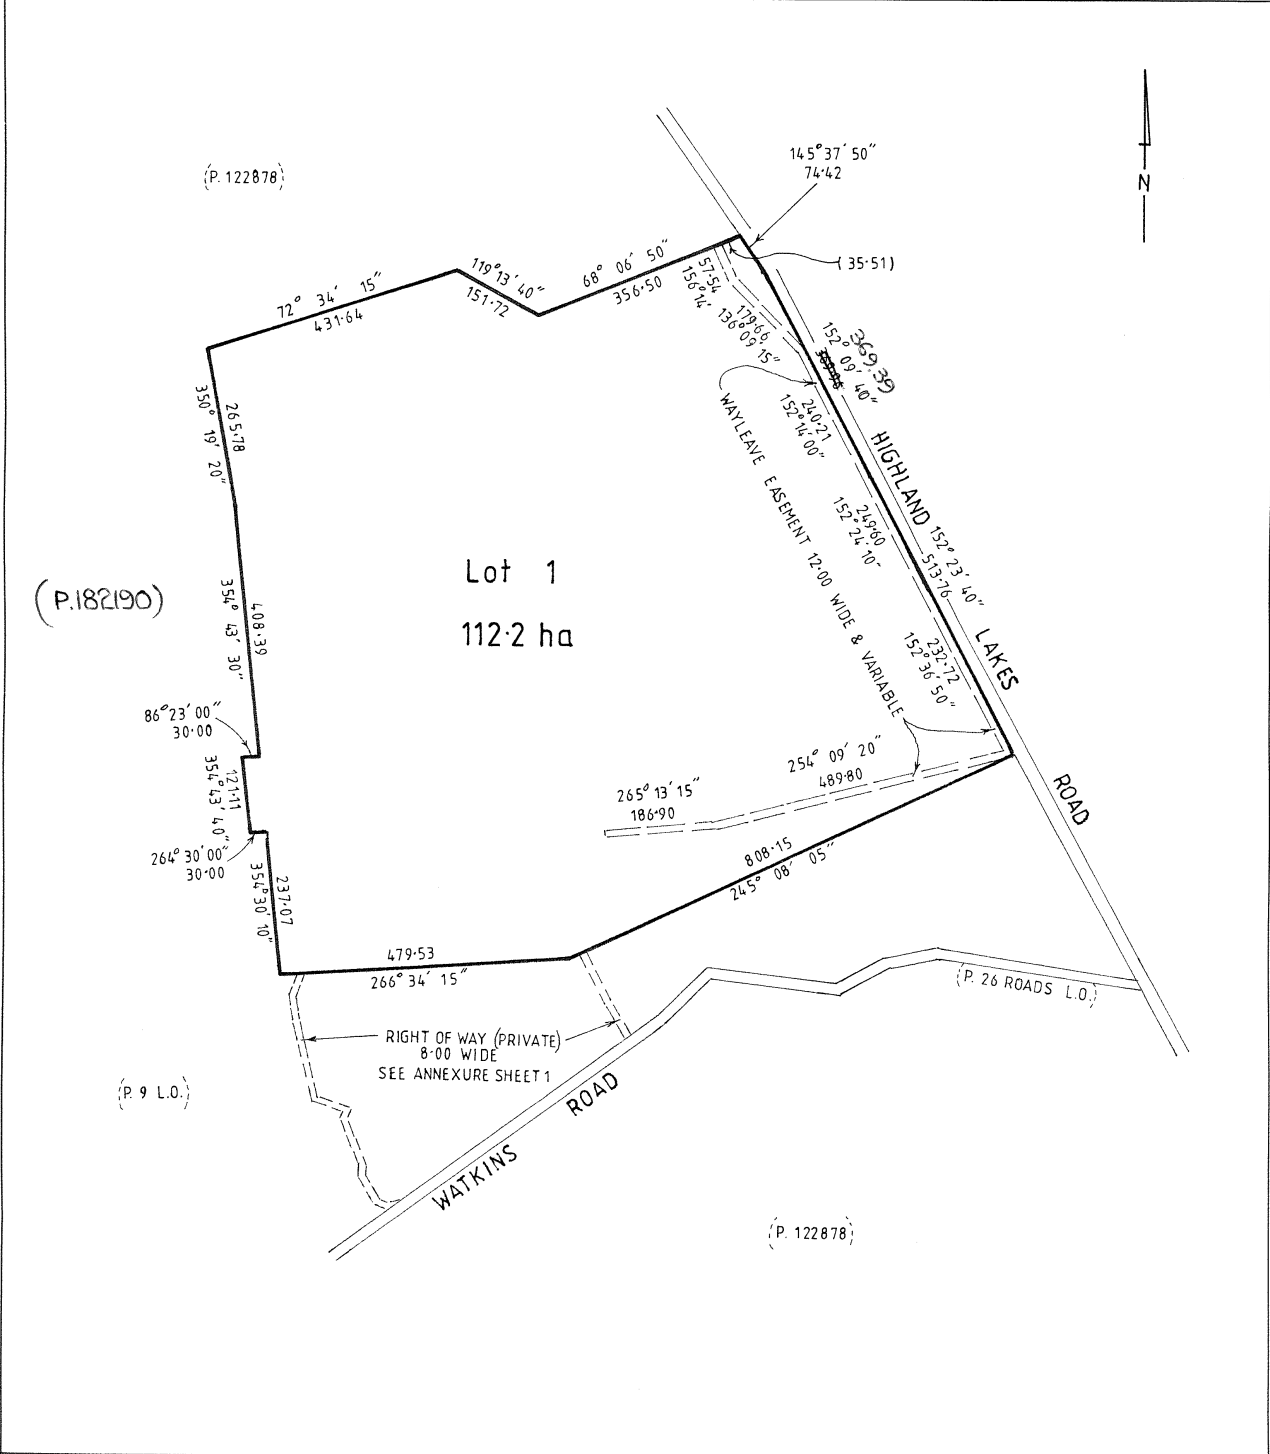 (P. 122878)
145° 37' 50"
74·42
N
(35·51)
119° 13' 40"
151·72
68° 06' 50"
356·50
72° 34' 15"
431·64
57·54
156° 14'
179·66
136° 09' 15"
369.39
152° 09' 40"
350° 19' 20"
265·78
240·21
152° 14' 00"
WAYLEAVE EASEMENT 12·00 WIDE & VARIABLE
HIGHLAND LAKES ROAD
249·60
152° 24' 10"
152° 23' 40"
513·76
Lot 1
112·2 ha
(P.182190)
354° 43' 30"
408·39
232·72
152° 36' 50"
86° 23' 00"
30·00
354° 43' 40"
121·11
254° 09' 20"
489·80
265° 13' 15"
186·90
264° 30' 00"
30·00
808·15
245° 08' 05"
354° 30' 10"
237·07
479·53
266° 34' 15"
(P. 26 ROADS L.O.)
RIGHT OF WAY (PRIVATE)
8·00 WIDE
SEE ANNEXURE SHEET 1
(P. 9 L.O.)
WATKINS ROAD
(P. 122878)